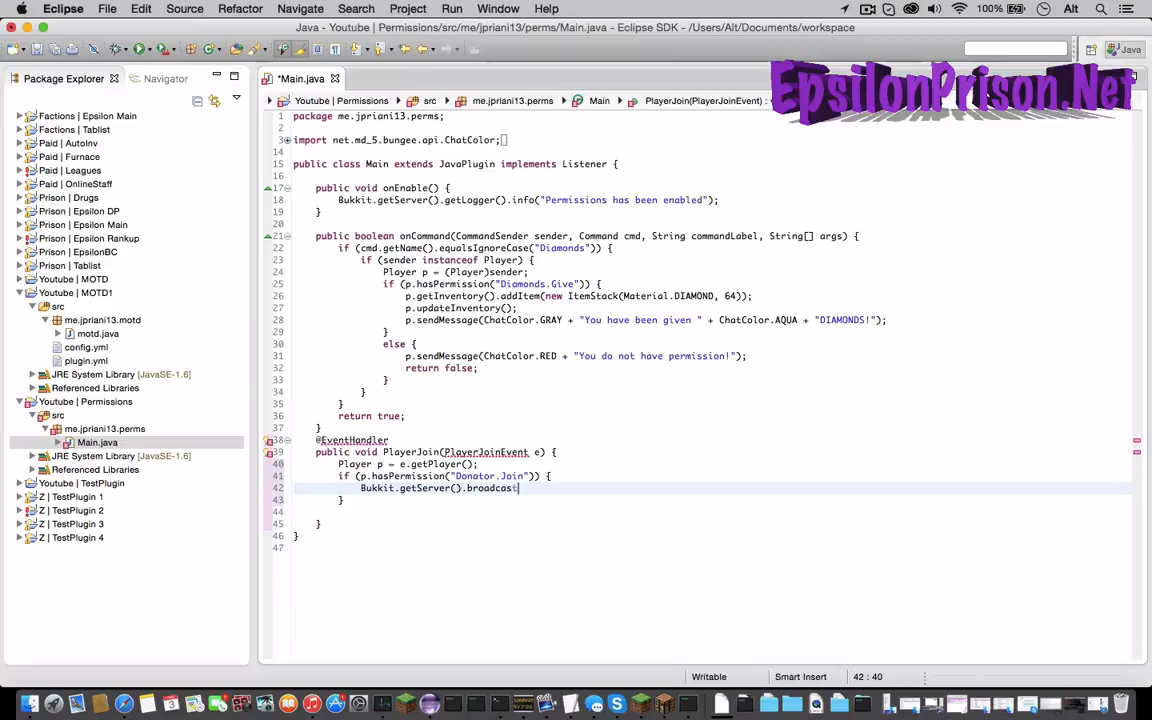 Eclipse File Edit Source Refactor Navigate Search Project Run Window Help 100% Alt
Java - Youtube | Permissions/src/me/jpriani13/perms/Main.java - Eclipse SDK - /Users/Alt/Documents/workspace
Java
Package Explorer Navigator *Main.java
EpsilonPrison.Net
Youtube | Permissions src me.jpriani13.perms Main PlayerJoin(PlayerJoinEvent) :
Factions | Epsilon Main
Factions | Tablist
Paid | AutoInv
Paid | Furnace
Paid | Leagues
Paid | OnlineStaff
Prison | Drugs
Prison | Epsilon DP
Prison | Epsilon Main
Prison | Epsilon Rankup
Prison | EpsilonBC
Prison | Tablist
Youtube | MOTD
Youtube | MOTD1
src
me.jpriani13.motd
motd.java
config.yml
plugin.yml
JRE System Library [JavaSE-1.6]
Referenced Libraries
Youtube | Permissions
src
me.jpriani13.perms
Main.java
JRE System Library [JavaSE-1.6]
Referenced Libraries
Youtube | TestPlugin
Z | TestPlugin 1
Z | TestPlugin 2
Z | TestPlugin 3
Z | TestPlugin 4
1 package me.jpriani13.perms;
2
3 import net.md_5.bungee.api.ChatColor;
14
15 public class Main extends JavaPlugin implements Listener {
16
17 public void onEnable() {
18 Bukkit.getServer().getLogger().info("Permissions has been enabled");
19 }
20
21 public boolean onCommand(CommandSender sender, Command cmd, String commandLabel, String[] args) {
22 if (cmd.getName().equalsIgnoreCase("Diamonds")) {
23 if (sender instanceof Player) {
24 Player p = (Player)sender;
25 if (p.hasPermission("Diamonds.Give")) {
26 p.getInventory().addItem(new ItemStack(Material.DIAMOND, 64));
27 p.updateInventory();
28 p.sendMessage(ChatColor.GRAY + "You have been given " + ChatColor.AQUA + "DIAMONDS!");
29 }
30 else {
31 p.sendMessage(ChatColor.RED + "You do not have permission!");
32 return false;
33 }
34 }
35 }
36 return true;
37 }
38 @EventHandler
39 public void PlayerJoin(PlayerJoinEvent e) {
40 Player p = e.getPlayer();
41 if (p.hasPermission("Donator.Join")) {
42 Bukkit.getServer().broadcast
43 }
44
45 }
46 }
47
Writable Smart Insert 42 : 40